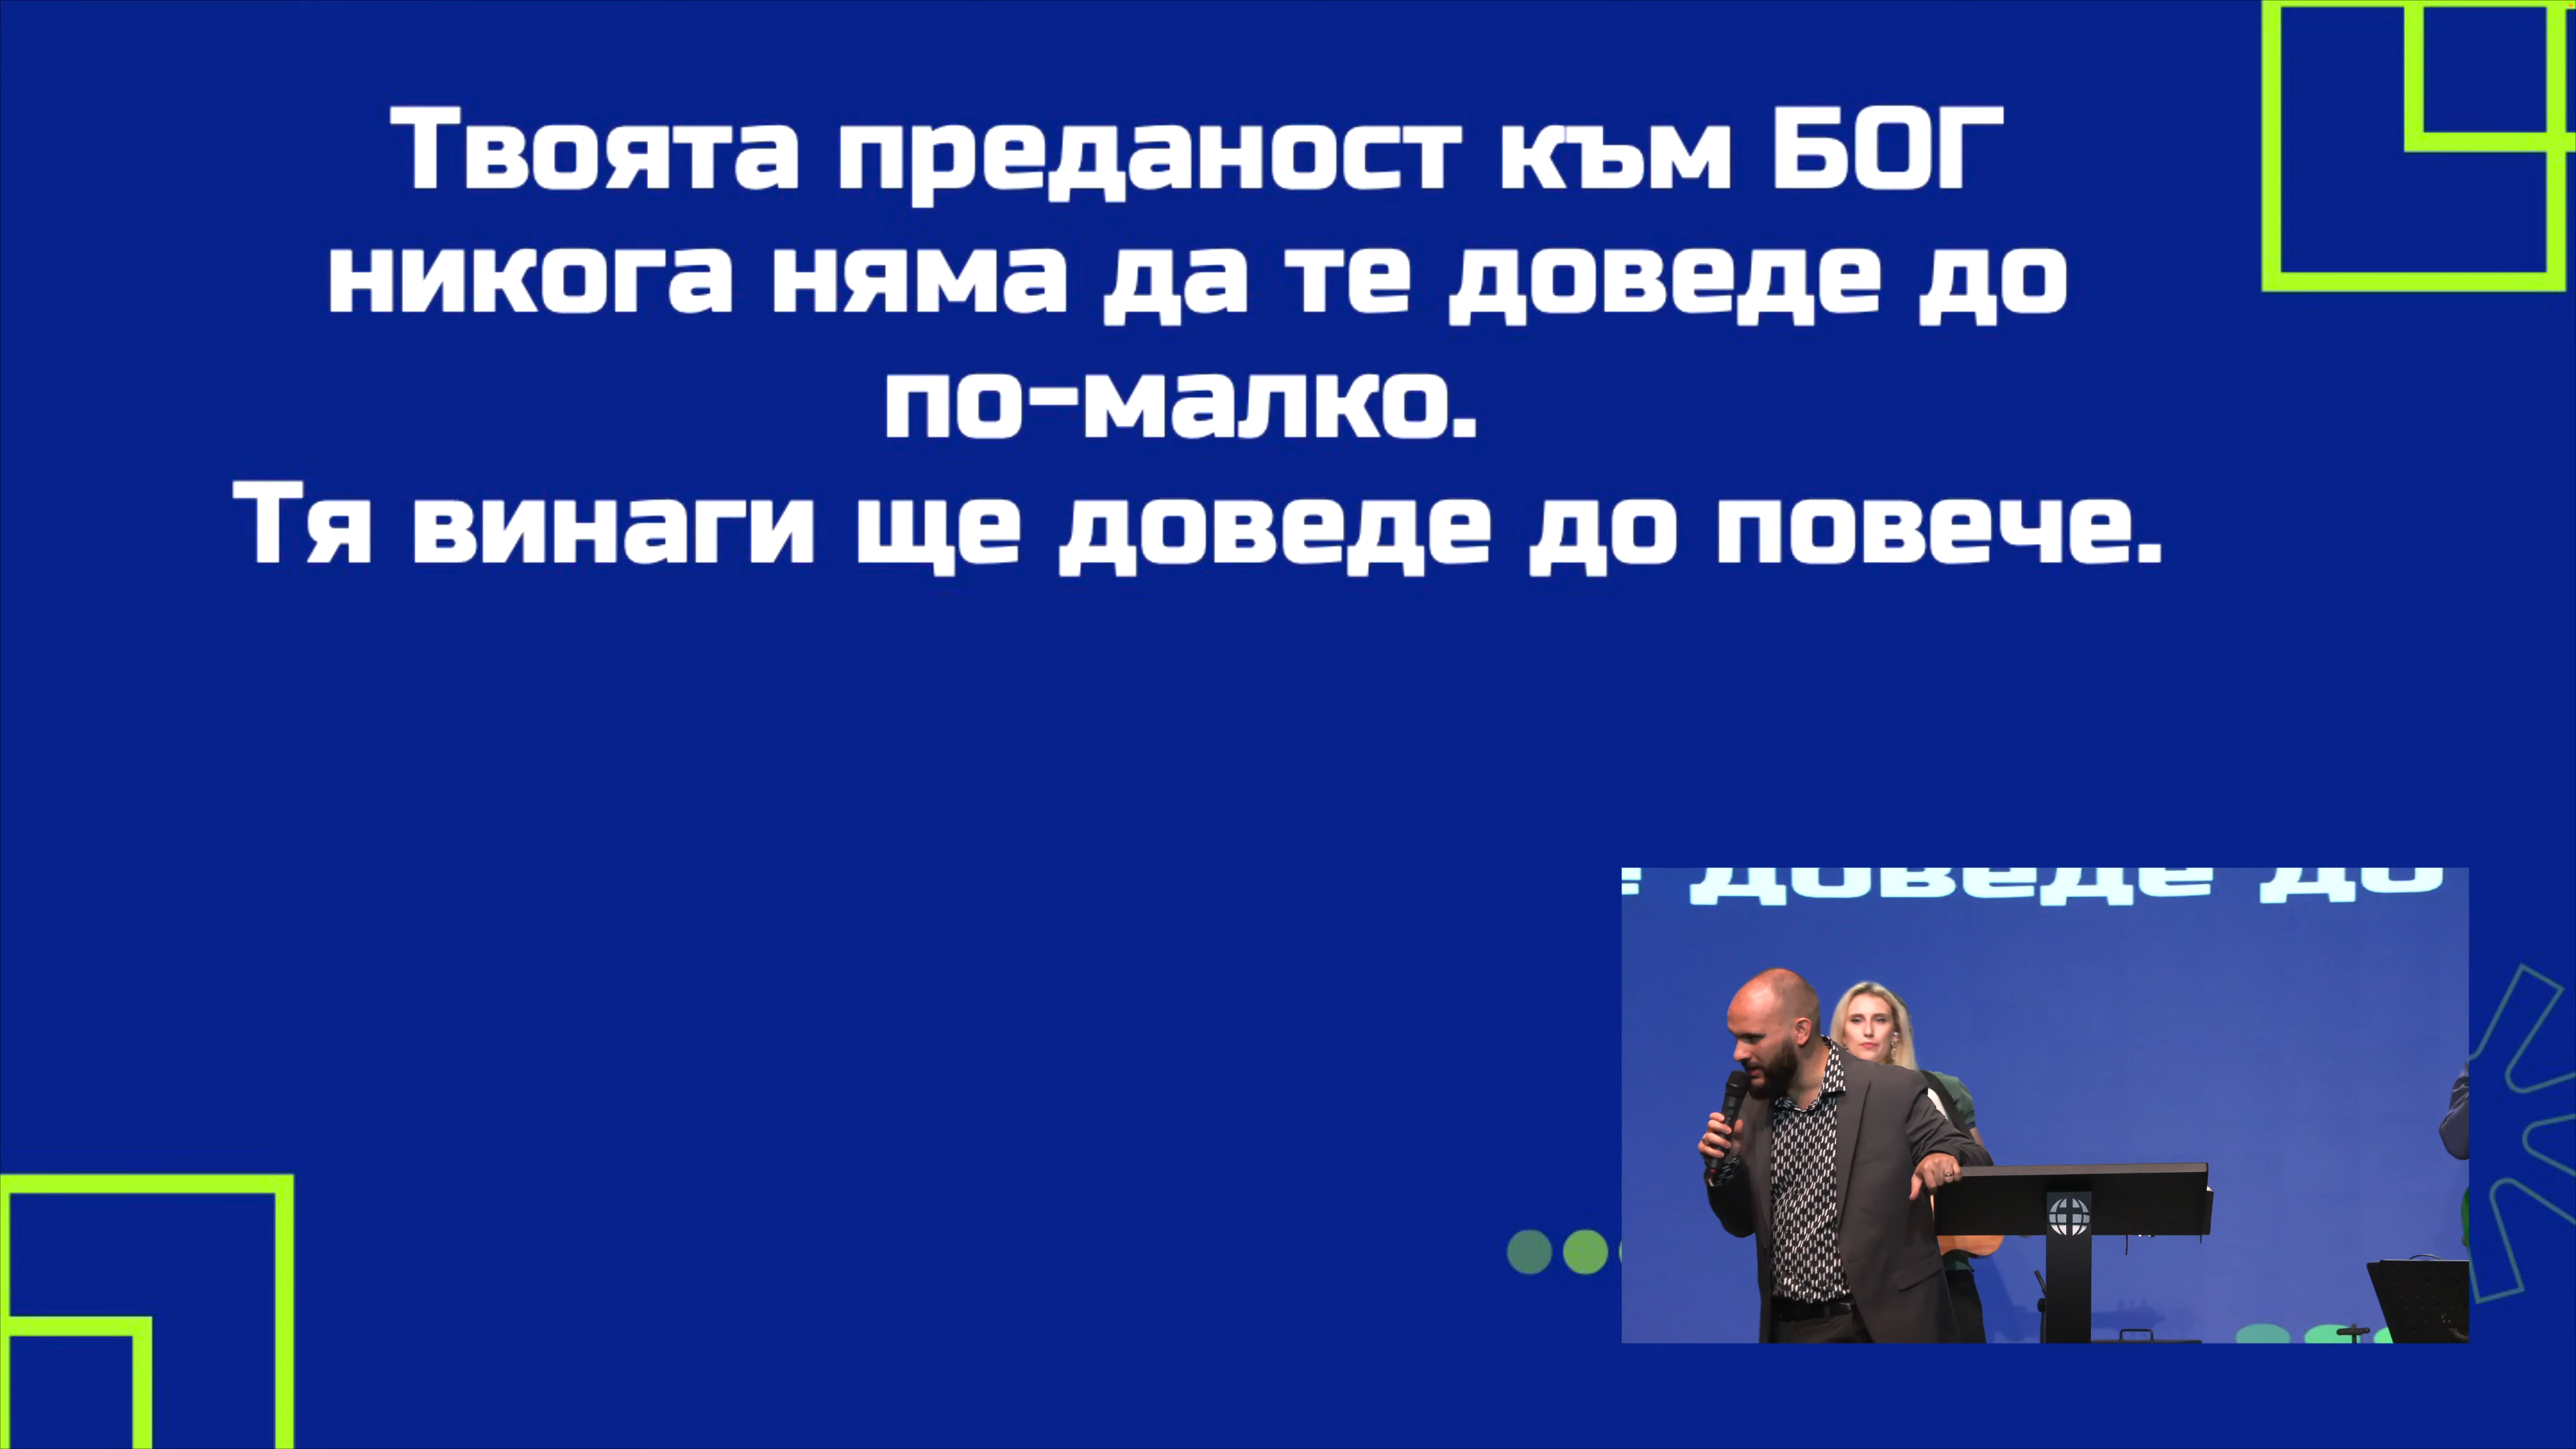 Твоята преданост към БОГ
никога няма да те доведе до
по-малко.
Тя винаги ще доведе до повече.
доведе до